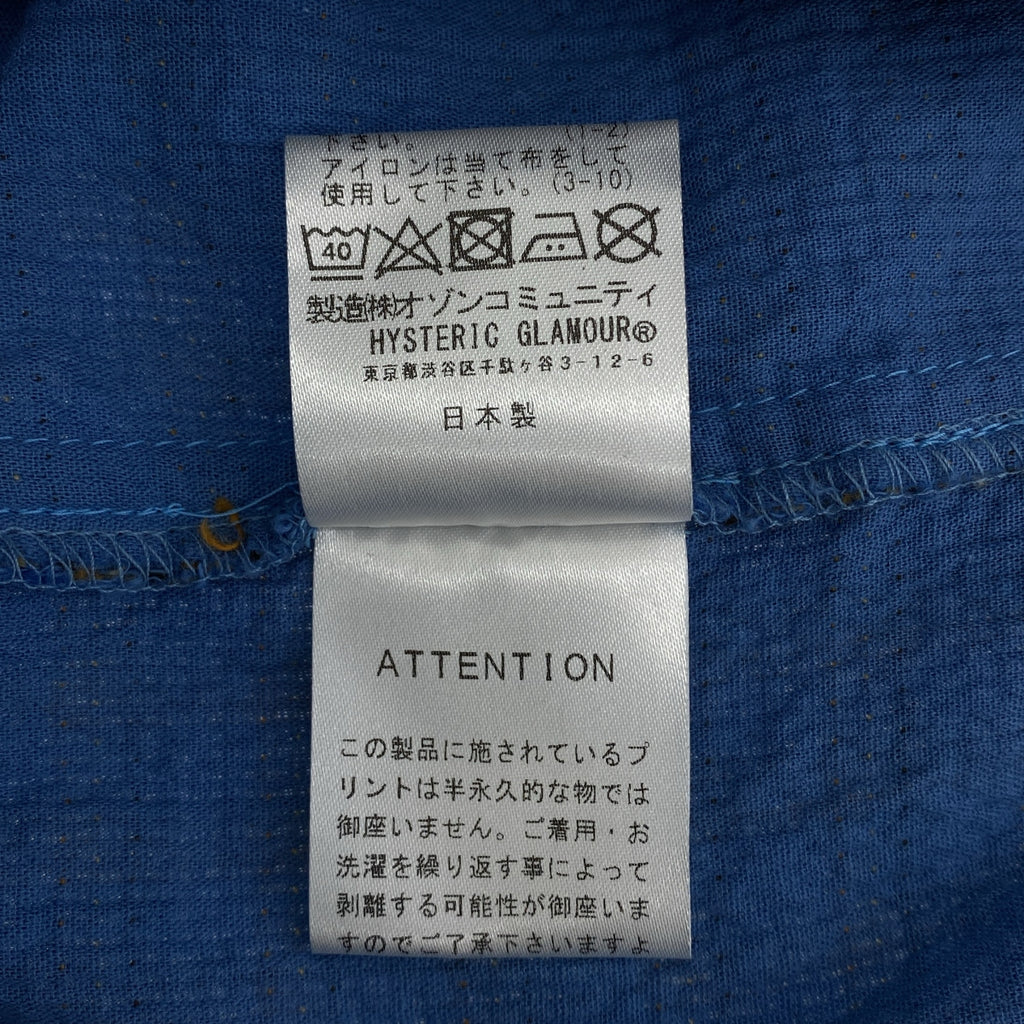 下さい。 (1-2)
アイロンは当て布をして
使用して下さい。(3-10)
40
製造(株)オゾンコミュニティ
HYSTERIC GLAMOUR®
東京都渋谷区千駄ヶ谷3-12-6
日本製
ATTENTION
この製品に施されているプ
リントは半永久的な物では
御座いません。ご着用・お
洗濯を繰り返す事によって
剥離する可能性が御座いま
すのでご了承下さいますよ